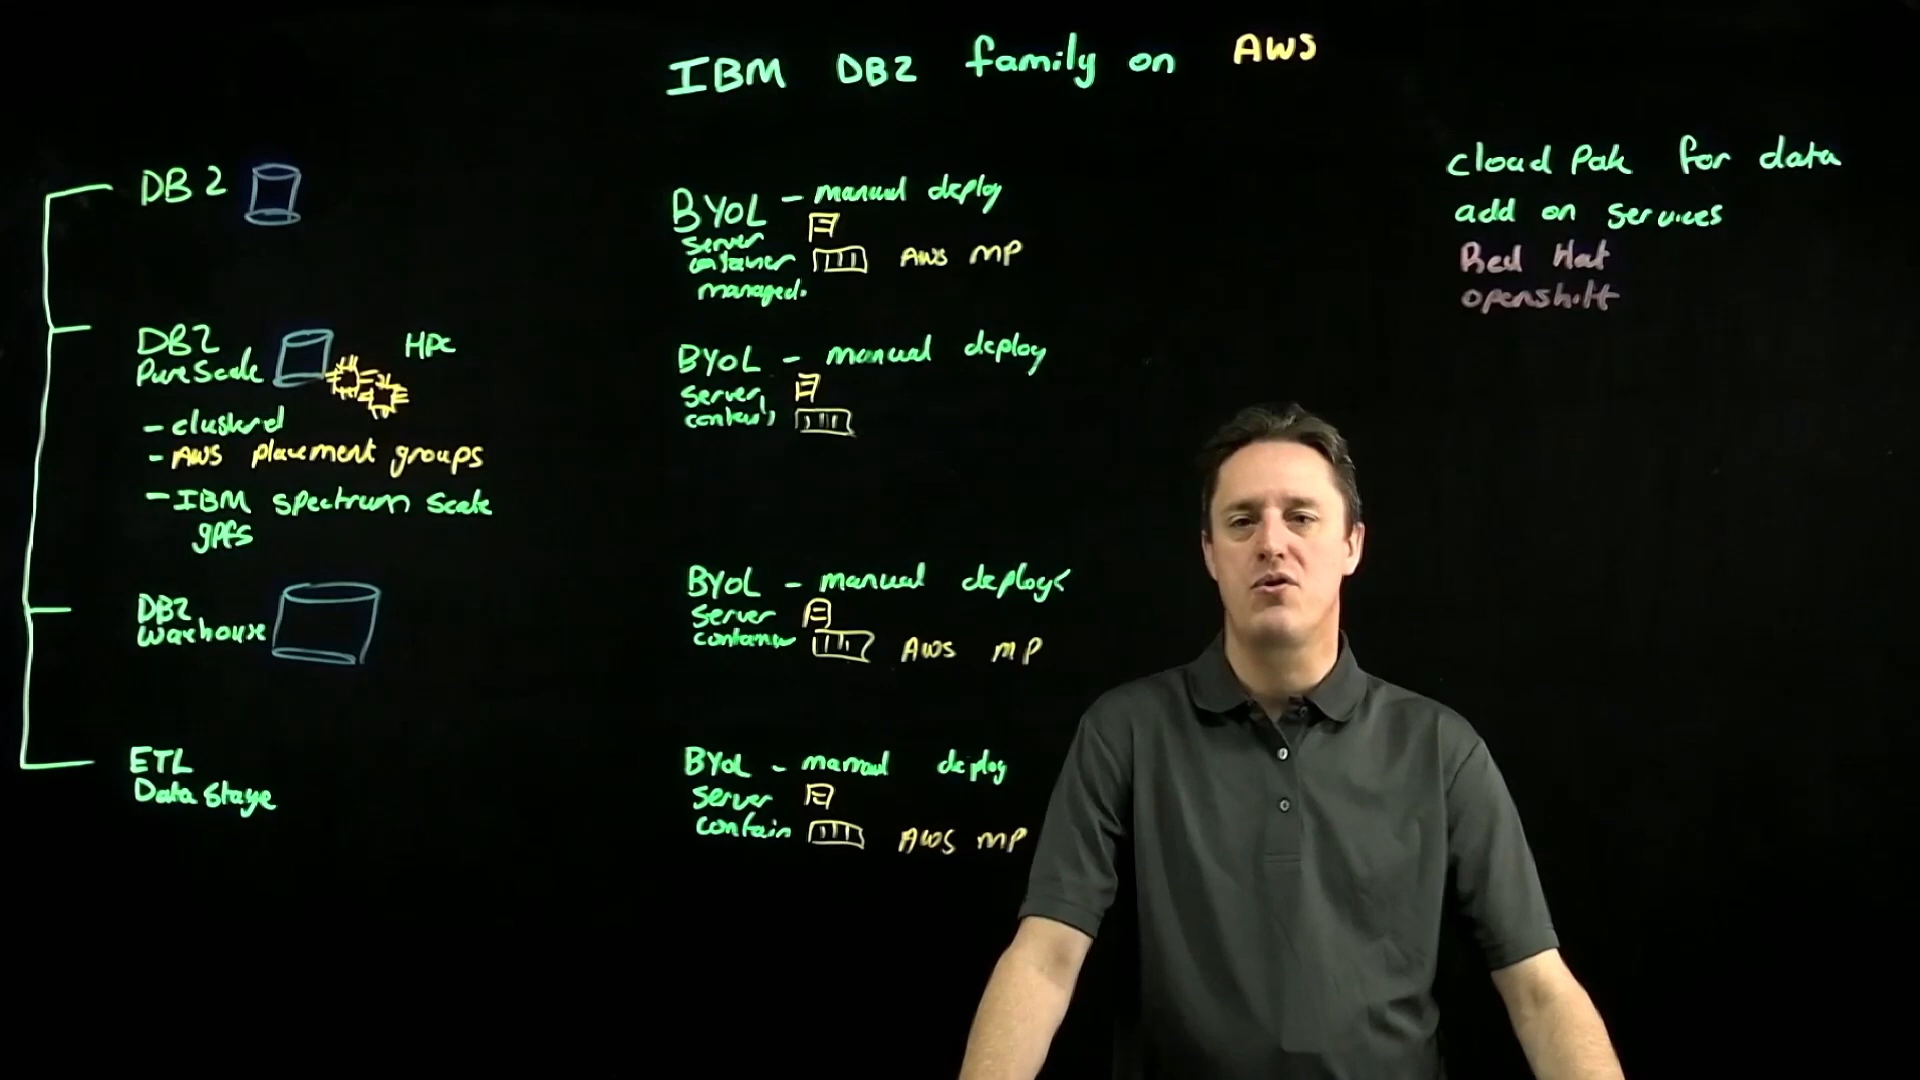 IBM DB2 family on AWS
DB2
BYOL - manual deploy
server
container AWS MP
managed.
DB2
Pure Scale
HPC
- clustered
- AWS placement groups
- IBM spectrum scale
gpfs
BYOL - manual deploy
server
DB2
Warehouse
BYOL - manual deploy
server
container AWS MP
ETL
Data Stage
BYOL - manual deploy
server
contain AWS MP
cloud Pak for data
add on services
Red Hat
openshift